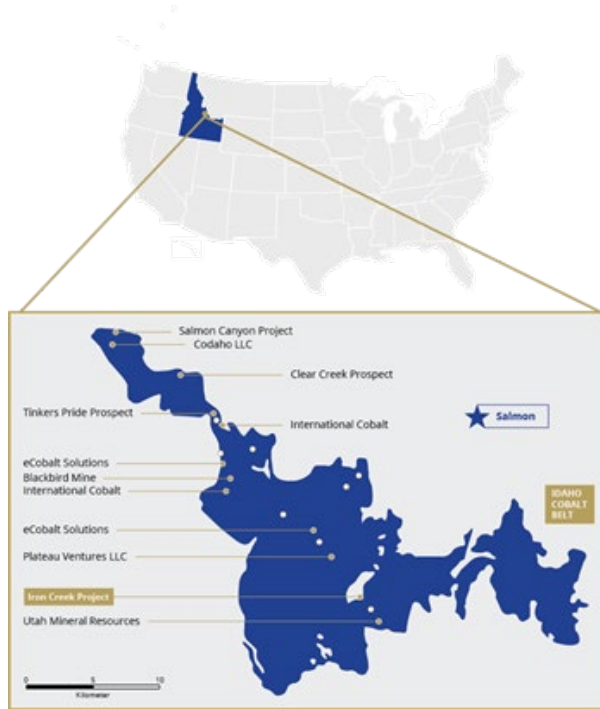 Salmon Canyon Project
Codaho LLC
Clear Creek Prospect
Tinkers Pride Prospect
International Cobalt
Salmon
eCobalt Solutions
Blackbird Mine
International Cobalt
IDAHO
COBALT
BELT
eCobalt Solutions
Plateau Ventures LLC
Iron Creek Project
Utah Mineral Resources
0 5 10
Kilometer